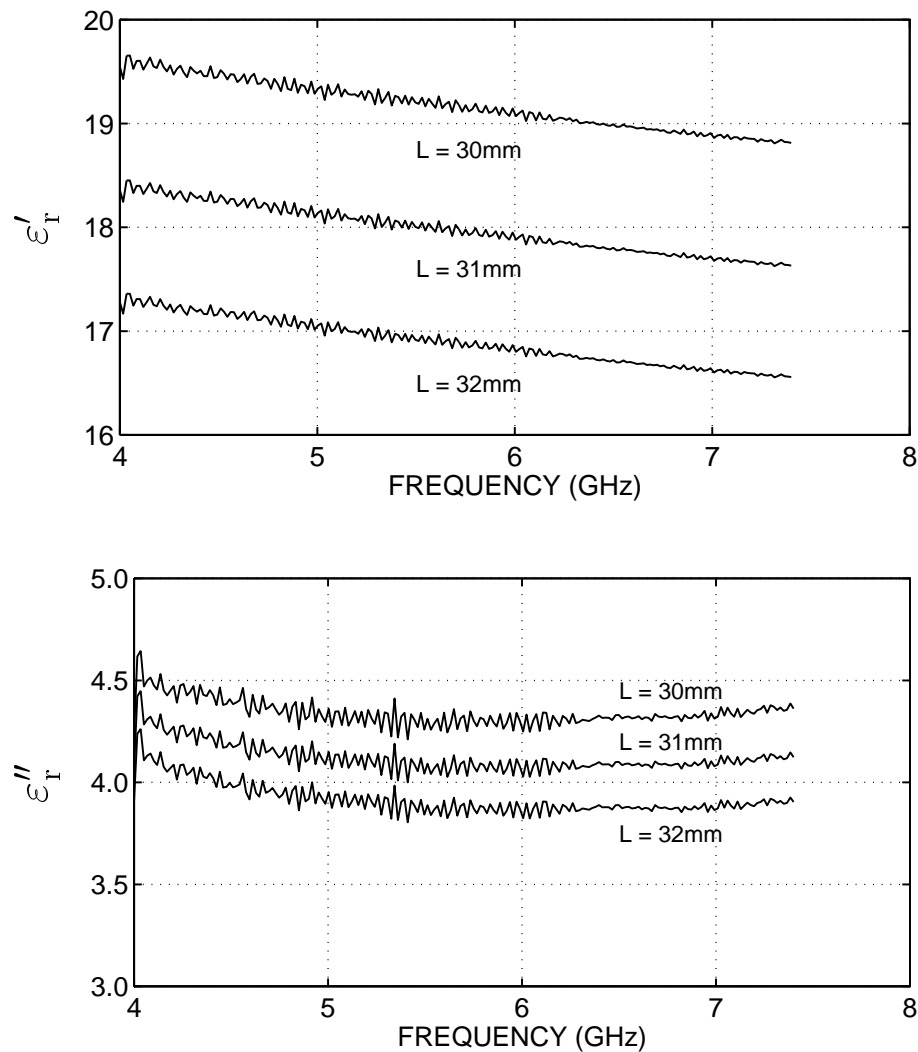 20
19
18
17
16
ε′r
L = 30mm
L = 31mm
L = 32mm
4 5 6 7 8
FREQUENCY (GHz)
5.0
4.5
4.0
3.5
3.0
ε″r
L = 30mm
L = 31mm
L = 32mm
4 5 6 7 8
FREQUENCY (GHz)